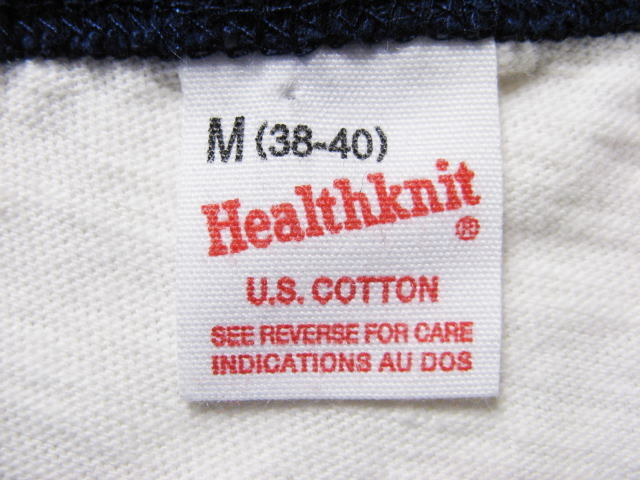 M (38-40)
Healthknit
®
U.S. COTTON
SEE REVERSE FOR CARE
INDICATIONS AU DOS